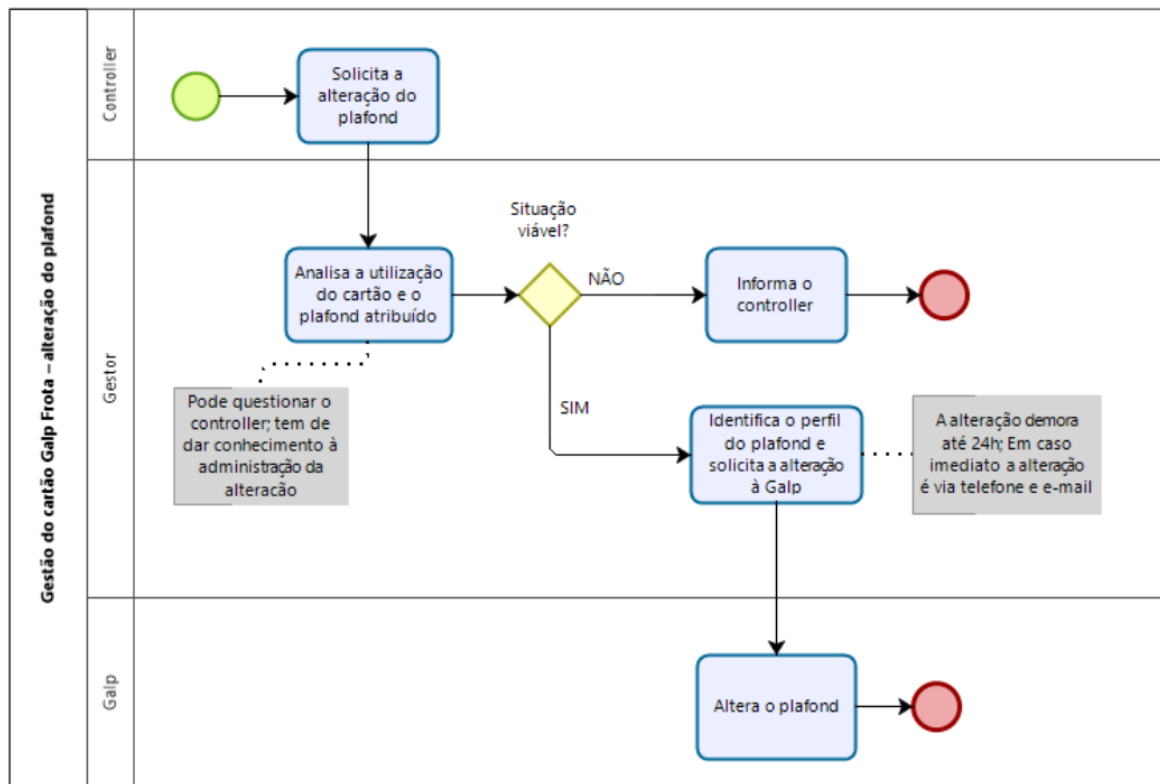 Gestão do cartão Galp Frota – alteração do plafond
Controller
Solicita a
alteração do
plafond
Gestor
Analisa a utilização
do cartão e o
plafond atribuído
Situação
viável?
NÃO
Informa o
controller
Pode questionar o
controller; tem de
dar conhecimento à
administração da
alteracão
SIM
Identifica o perfil
do plafond e
solicita a alteração
à Galp
A alteração demora
até 24h; Em caso
imediato a alteração
é via telefone e e-mail
Galp
Altera o plafond